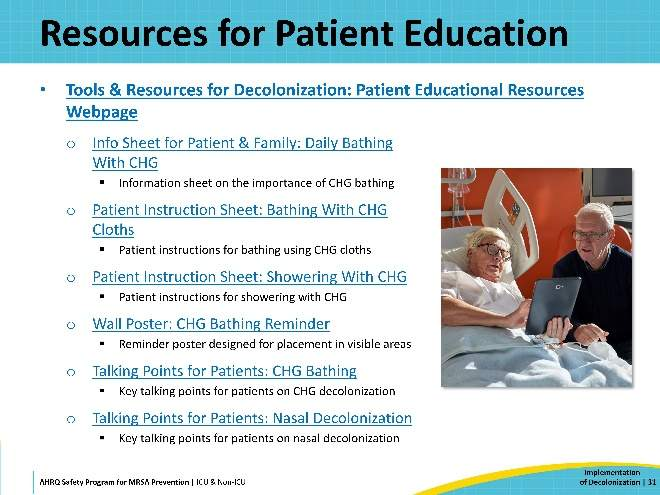 Resources for Patient Education
• Tools & Resources for Decolonization: Patient Educational Resources
Webpage
o Info Sheet for Patient & Family: Daily Bathing
With CHG
▪ Information sheet on the importance of CHG bathing
o Patient Instruction Sheet: Bathing With CHG
Cloths
▪ Patient instructions for bathing using CHG cloths
o Patient Instruction Sheet: Showering With CHG
▪ Patient instructions for showering with CHG
o Wall Poster: CHG Bathing Reminder
▪ Reminder poster designed for placement in visible areas
o Talking Points for Patients: CHG Bathing
▪ Key talking points for patients on CHG decolonization
o Talking Points for Patients: Nasal Decolonization
▪ Key talking points for patients on nasal decolonization
AHRQ Safety Program for MRSA Prevention | ICU & Non-ICU
Implementation
of Decolonization | 31